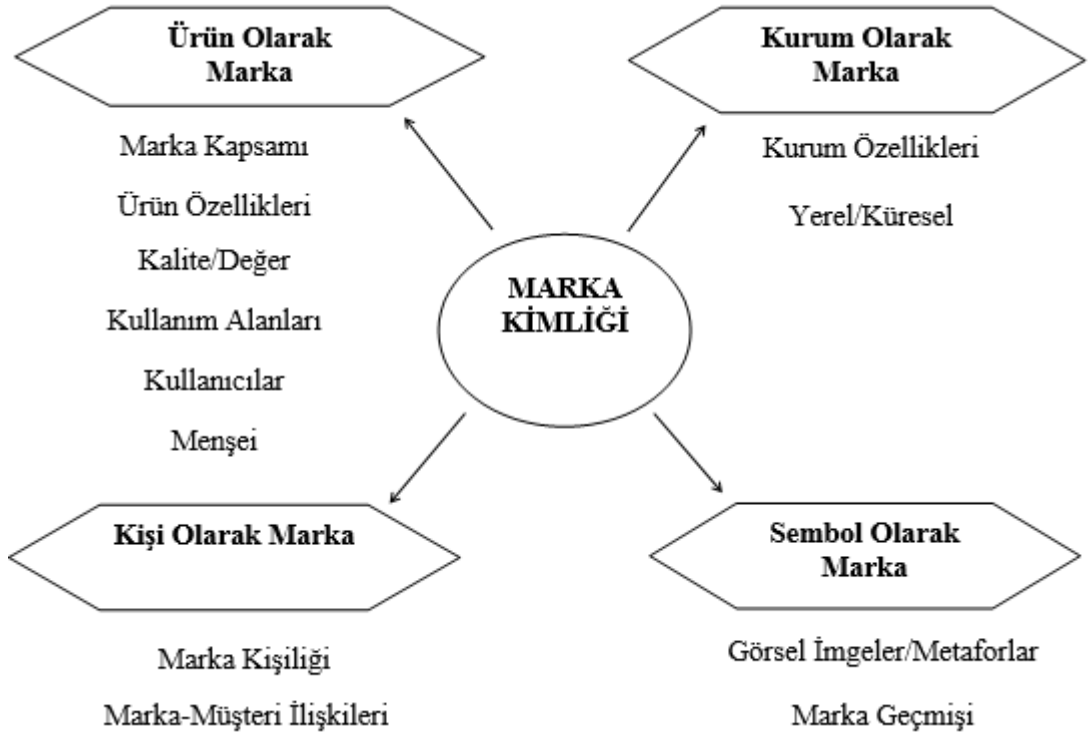 Ürün Olarak
Marka
Marka Kapsamı
Ürün Özellikleri
Kalite/Değer
Kullanım Alanları
Kullanıcılar
Menşei
Kurum Olarak
Marka
Kurum Özellikleri
Yerel/Küresel
MARKA
KİMLİĞİ
Kişi Olarak Marka
Marka Kişiliği
Marka-Müşteri İlişkileri
Sembol Olarak
Marka
Görsel İmgeler/Metaforlar
Marka Geçmişi